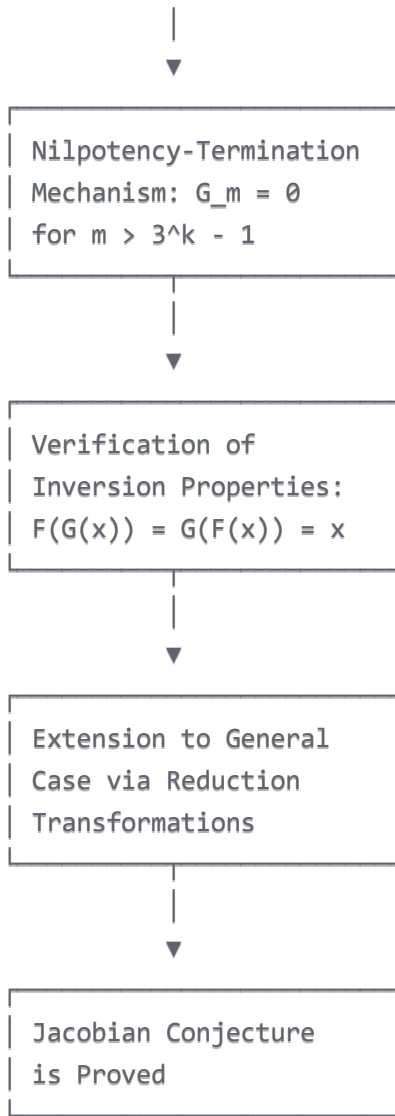 Nilpotency-Termination
Mechanism: G_m = 0
for m > 3^k - 1
Verification of
Inversion Properties:
F(G(x)) = G(F(x)) = x
Extension to General
Case via Reduction
Transformations
Jacobian Conjecture
is Proved